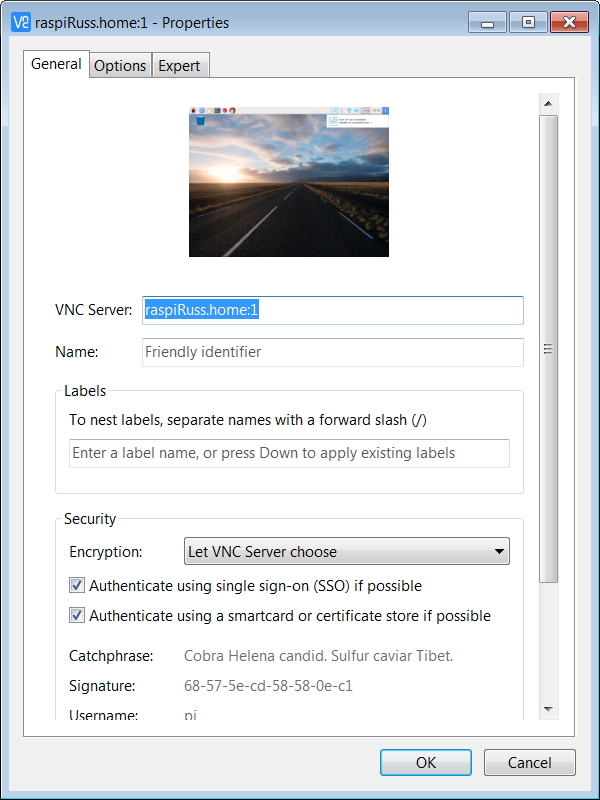 raspiRuss.home:1 - Properties
General Options Expert
VNC Server: raspiRuss.home:1
Name: Friendly identifier
Labels
To nest labels, separate names with a forward slash (/)
Enter a label name, or press Down to apply existing labels
Security
Encryption: Let VNC Server choose
Authenticate using single sign-on (SSO) if possible
Authenticate using a smartcard or certificate store if possible
Catchphrase: Cobra Helena candid. Sulfur caviar Tibet.
Signature: 68-57-5e-cd-58-58-0e-c1
Username: pi
OK Cancel